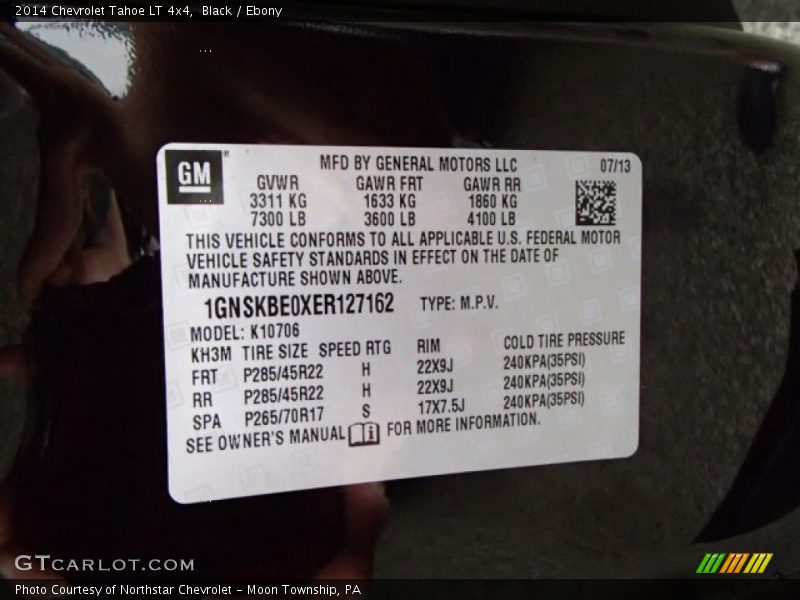 2014 Chevrolet Tahoe LT 4x4, Black / Ebony
GM
MFD BY GENERAL MOTORS LLC 07/13
GVWR GAWR FRT GAWR RR
3311 KG 1633 KG 1860 KG
7300 LB 3600 LB 4100 LB
THIS VEHICLE CONFORMS TO ALL APPLICABLE U.S. FEDERAL MOTOR
VEHICLE SAFETY STANDARDS IN EFFECT ON THE DATE OF
MANUFACTURE SHOWN ABOVE.
1GNSKBE0XER127162 TYPE: M.P.V.
MODEL: K10706
KH3M TIRE SIZE SPEED RTG RIM COLD TIRE PRESSURE
FRT P285/45R22 H 22X9J 240KPA(35PSI)
RR P285/45R22 H 22X9J 240KPA(35PSI)
SPA P265/70R17 S 17X7.5J 240KPA(35PSI)
SEE OWNER'S MANUAL i FOR MORE INFORMATION.
GTCARLOT.COM
Photo Courtesy of Northstar Chevrolet - Moon Township, PA